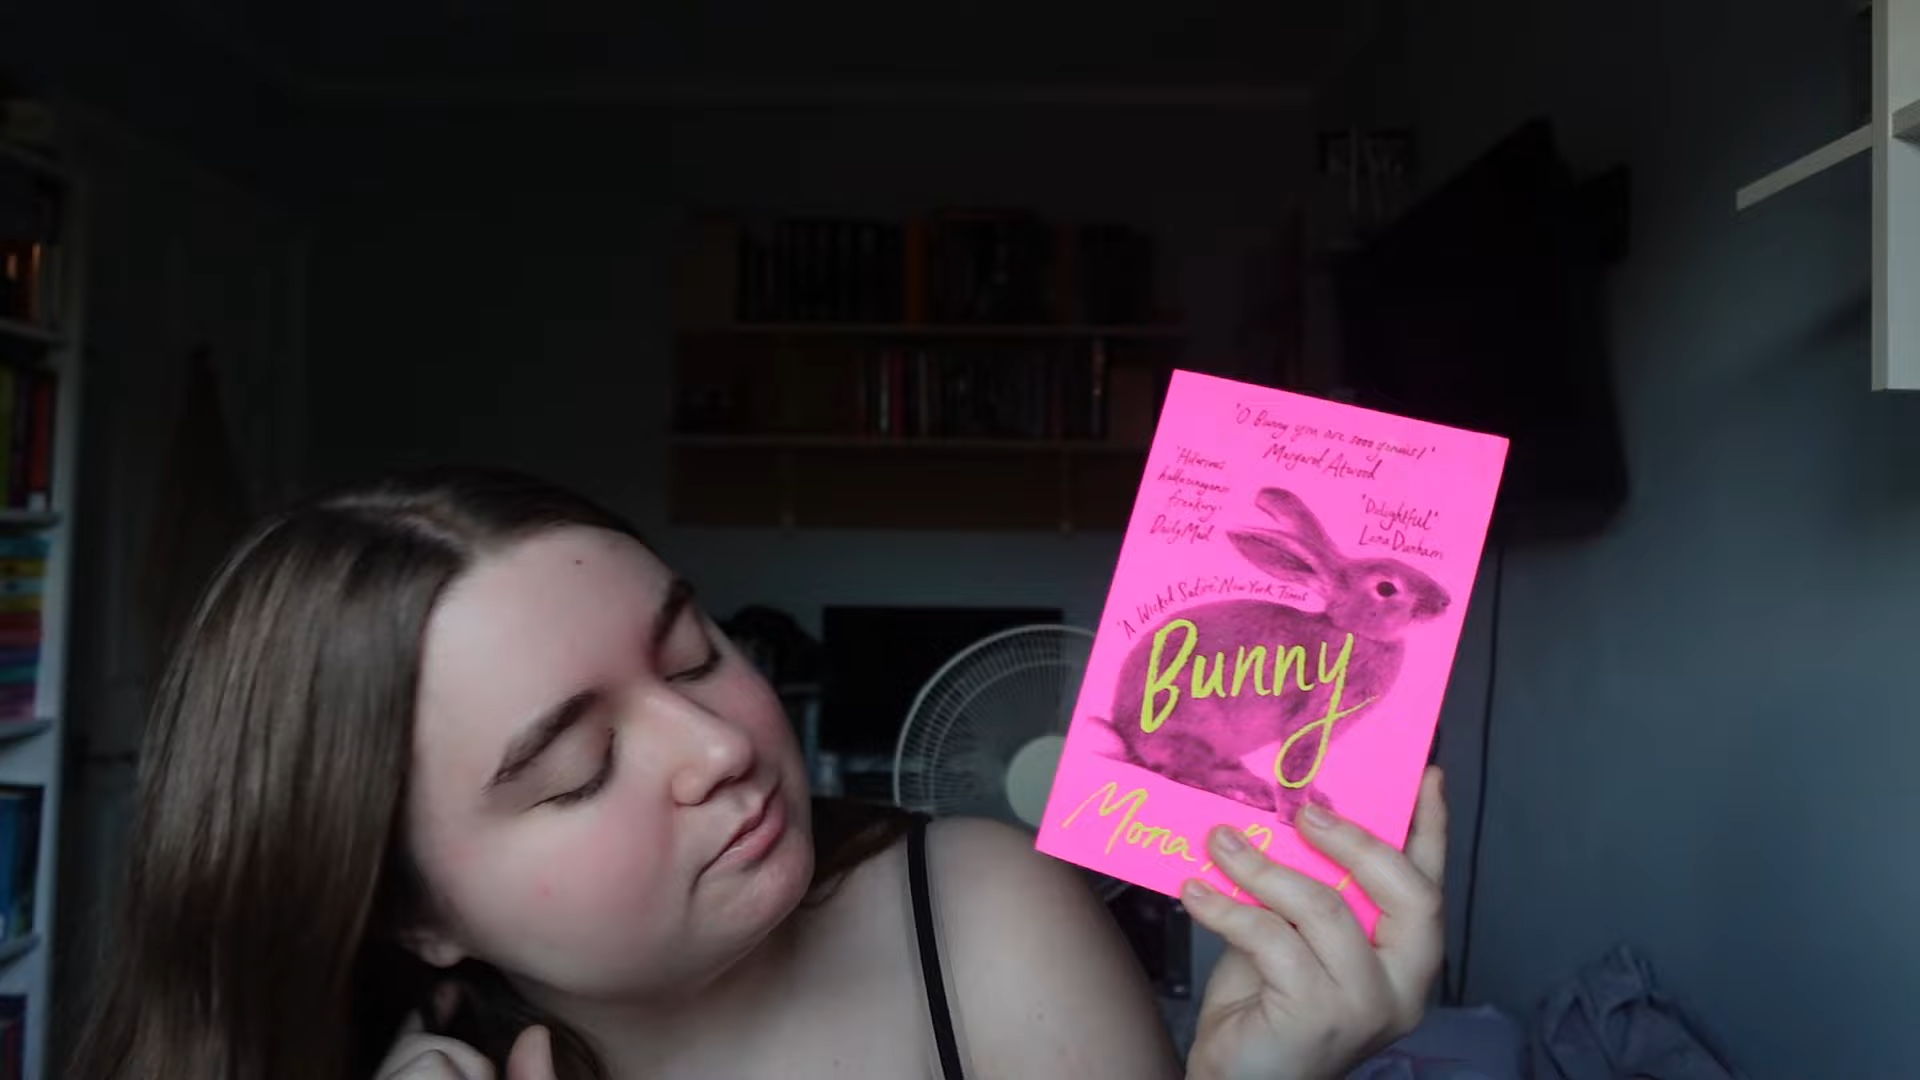 'O Bunny you are sooo genius!'
Margaret Atwood
'Hilarious
freakery'
Daily Mail
'Delightful'
Lena Dunham
'A Wicked Satire' New York Times
Bunny
Mona